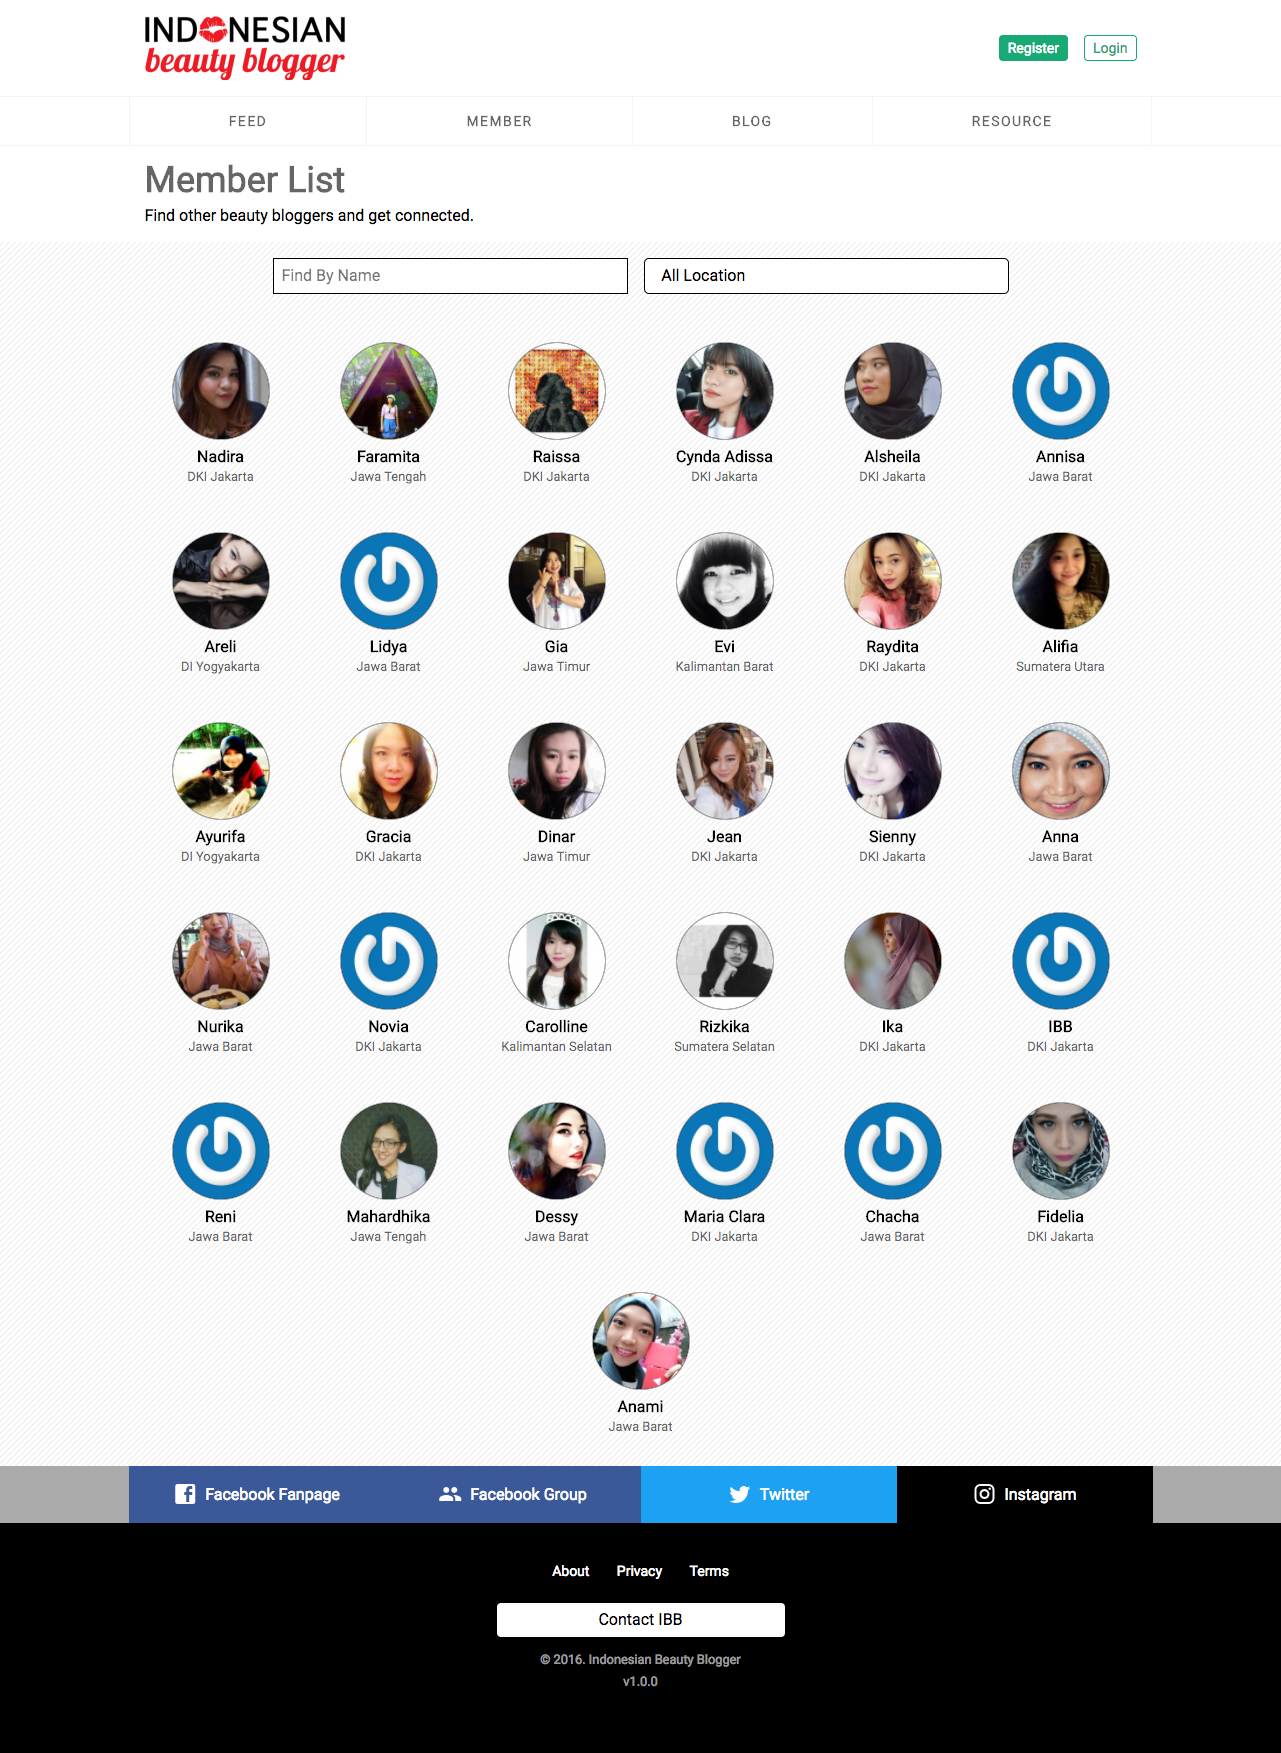 INDONESIAN
beauty blogger
Register Login
FEED MEMBER BLOG RESOURCE
Member List
Find other beauty bloggers and get connected.
Find By Name All Location
Nadira Faramita Raissa Cynda Adissa Alsheila Annisa
DKI Jakarta Jawa Tengah DKI Jakarta DKI Jakarta DKI Jakarta Jawa Barat
Areli Lidya Gia Evi Raydita Alifia
DI Yogyakarta Jawa Barat Jawa Timur Kalimantan Barat DKI Jakarta Sumatera Utara
Ayurifa Gracia Dinar Jean Sienny Anna
DI Yogyakarta DKI Jakarta Jawa Timur DKI Jakarta DKI Jakarta Jawa Barat
Nurika Novia Carolline Rizkika Ika IBB
Jawa Barat DKI Jakarta Kalimantan Selatan Sumatera Selatan DKI Jakarta DKI Jakarta
Reni Mahardhika Dessy Maria Clara Chacha Fidelia
Jawa Barat Jawa Tengah Jawa Barat DKI Jakarta Jawa Barat DKI Jakarta
Anami
Jawa Barat
Facebook Fanpage Facebook Group Twitter Instagram
About Privacy Terms
Contact IBB
© 2016. Indonesian Beauty Blogger
v1.0.0